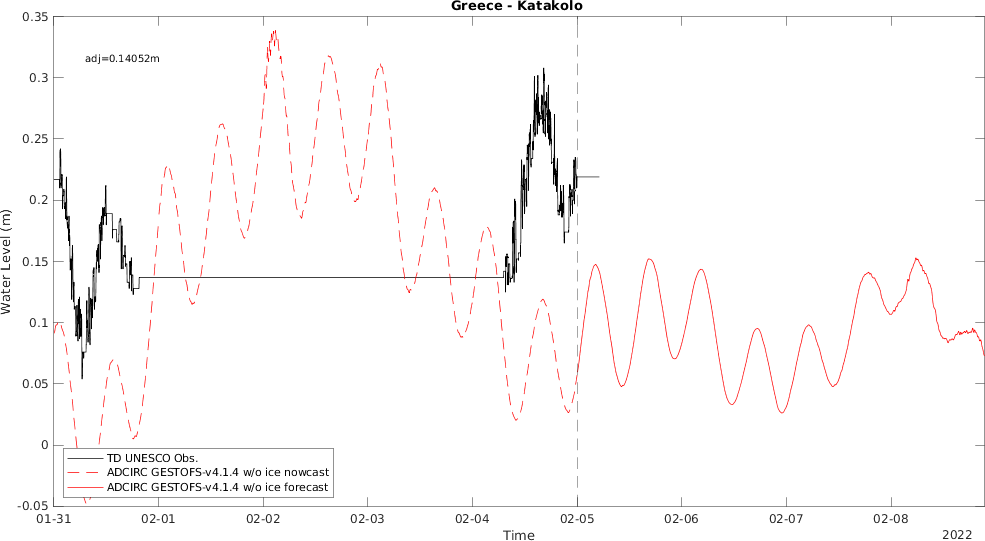 Greece - Katakolo
0.35
adj=0.14052m
0.3
0.25
0.2
0.15
0.1
0.05
0
-0.05
Water Level (m)
TD UNESCO Obs.
ADCIRC GESTOFS-v4.1.4 w/o ice nowcast
ADCIRC GESTOFS-v4.1.4 w/o ice forecast
01-31 02-01 02-02 02-03 02-04 02-05 02-06 02-07 02-08
Time
2022